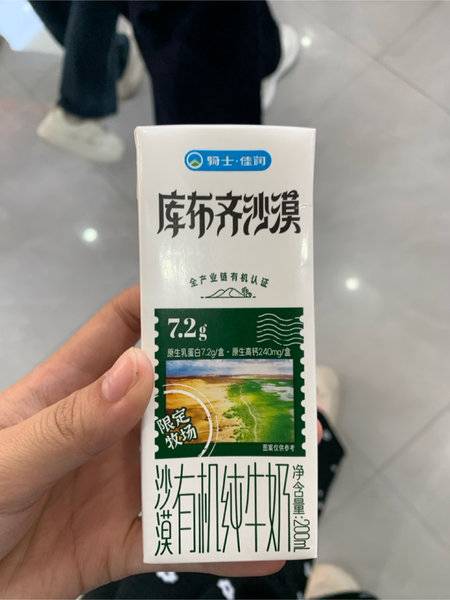 骑士·佳润
库布齐沙漠
全产业链有机认证
7.2g
原生乳蛋白7.2g/盒·原生高钙240mg/盒
限定
牧场
图案仅供参考
沙漠有机纯牛奶
净含量:200ml